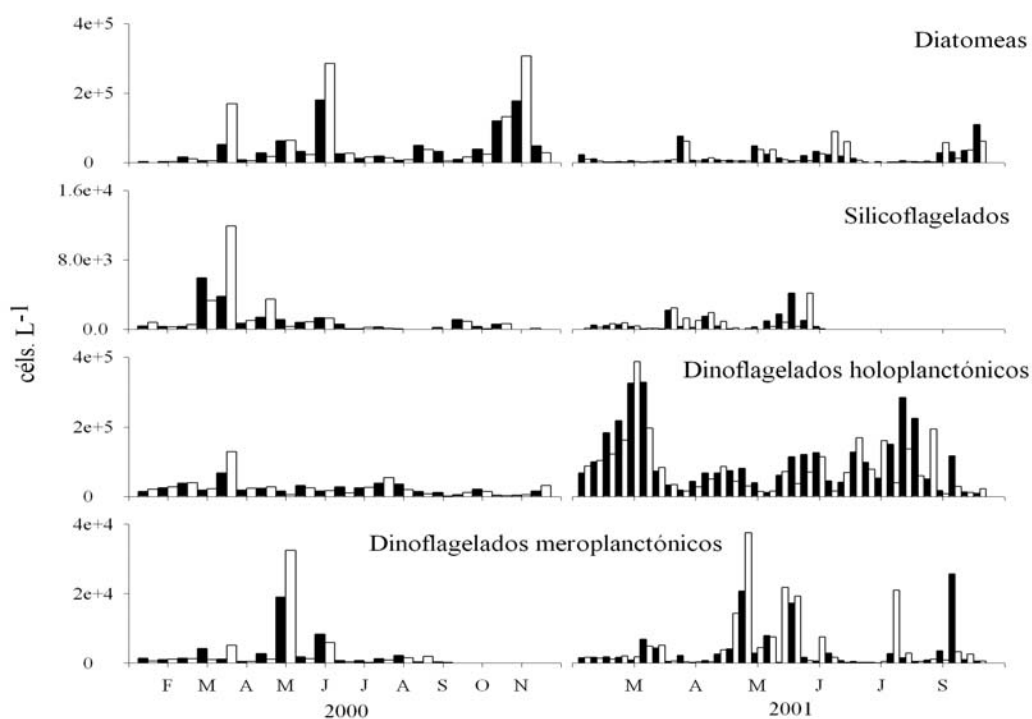 4e+5
Diatomeas
2e+5
0
1.6e+4
Silicoflagelados
8.0e+3
0.0
céls. L-1
4e+5
Dinoflagelados holoplanctónicos
2e+5
0
4e+4
Dinoflagelados meroplanctónicos
2e+4
0
F M A M J J A S O N M A M J J S
2000 2001